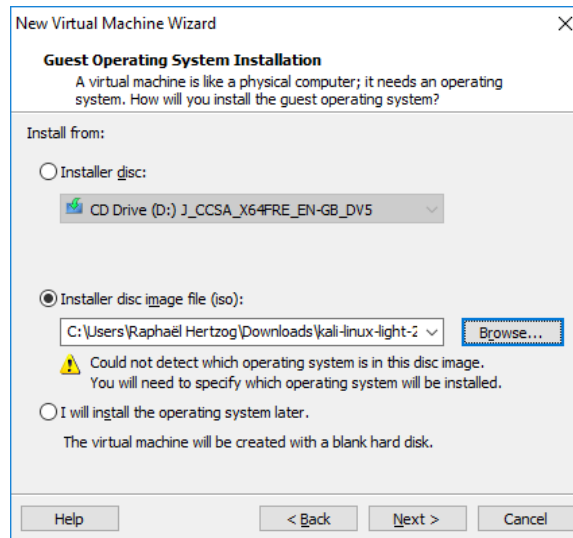 New Virtual Machine Wizard
Guest Operating System Installation
A virtual machine is like a physical computer; it needs an operating
system. How will you install the guest operating system?
Install from:
Installer disc:
CD Drive (D:) J_CCSA_X64FRE_EN-GB_DV5
Installer disc image file (iso):
C:\Users\Raphaël Hertzog\Downloads\kali-linux-light-2
Browse...
Could not detect which operating system is in this disc image.
You will need to specify which operating system will be installed.
I will install the operating system later.
The virtual machine will be created with a blank hard disk.
Help
< Back
Next >
Cancel